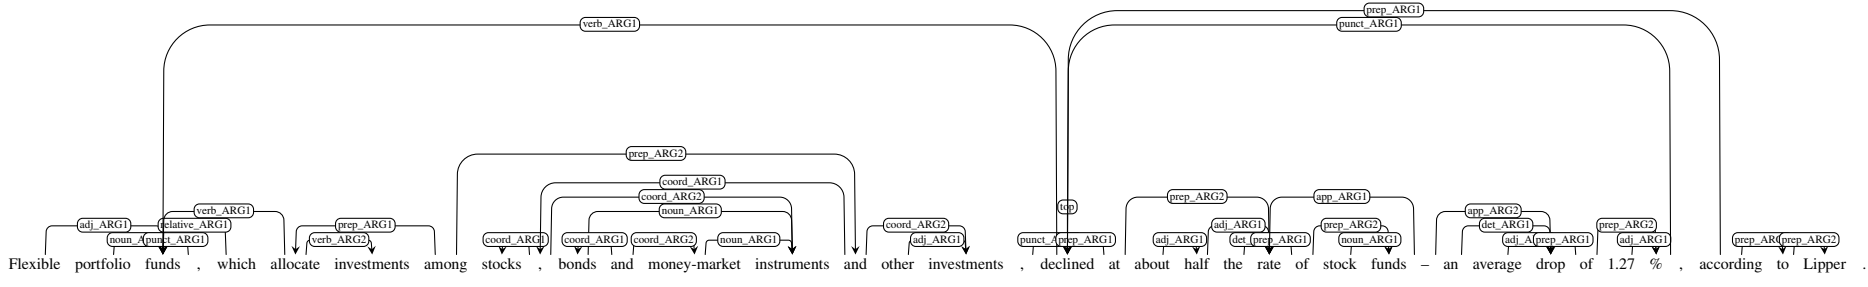 prep_ARG1
verb_ARG1 punct_ARG1
prep_ARG2
coord_ARG1
coord_ARG2 prep_ARG2 app_ARG1
top
verb_ARG1 noun_ARG1 app_ARG2
adj_ARG1 relative_ARG1 prep_ARG1 coord_ARG2 adj_ARG1 prep_ARG2 det_ARG1 prep_ARG2
punct_ARG1 verb_ARG2 coord_ARG1 coord_ARG1 coord_ARG2 noun_ARG1 adj_ARG1 prep_ARG1 adj_ARG1 prep_ARG1 noun_ARG1 prep_ARG1 adj_ARG1 prep_ARG2
Flexible portfolio funds , which allocate investments among stocks , bonds and money-market instruments and other investments , declined at about half the rate of stock funds – an average drop of 1.27 % , according to Lipper .